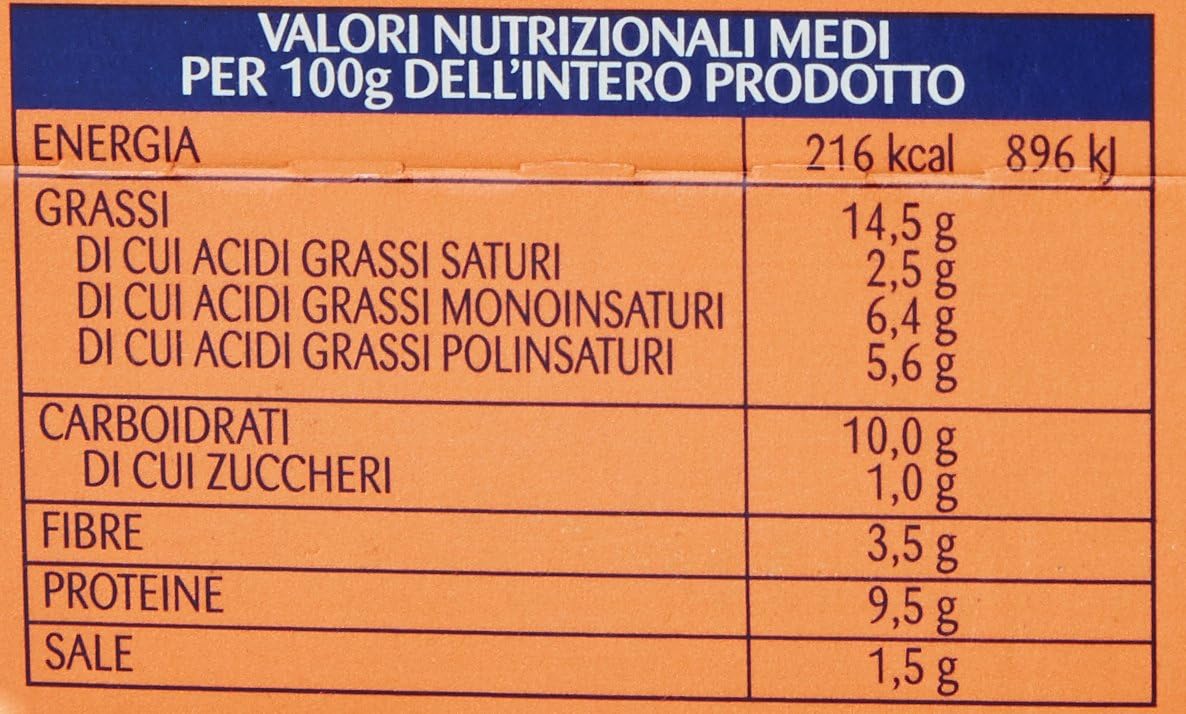 VALORI NUTRIZIONALI MEDI
PER 100g DELL'INTERO PRODOTTO
ENERGIA 216 kcal 896 kJ
GRASSI 14,5 g
DI CUI ACIDI GRASSI SATURI 2,5 g
DI CUI ACIDI GRASSI MONOINSATURI 6,4 g
DI CUI ACIDI GRASSI POLINSATURI 5,6 g
CARBOIDRATI 10,0 g
DI CUI ZUCCHERI 1,0 g
FIBRE 3,5 g
PROTEINE 9,5 g
SALE 1,5 g